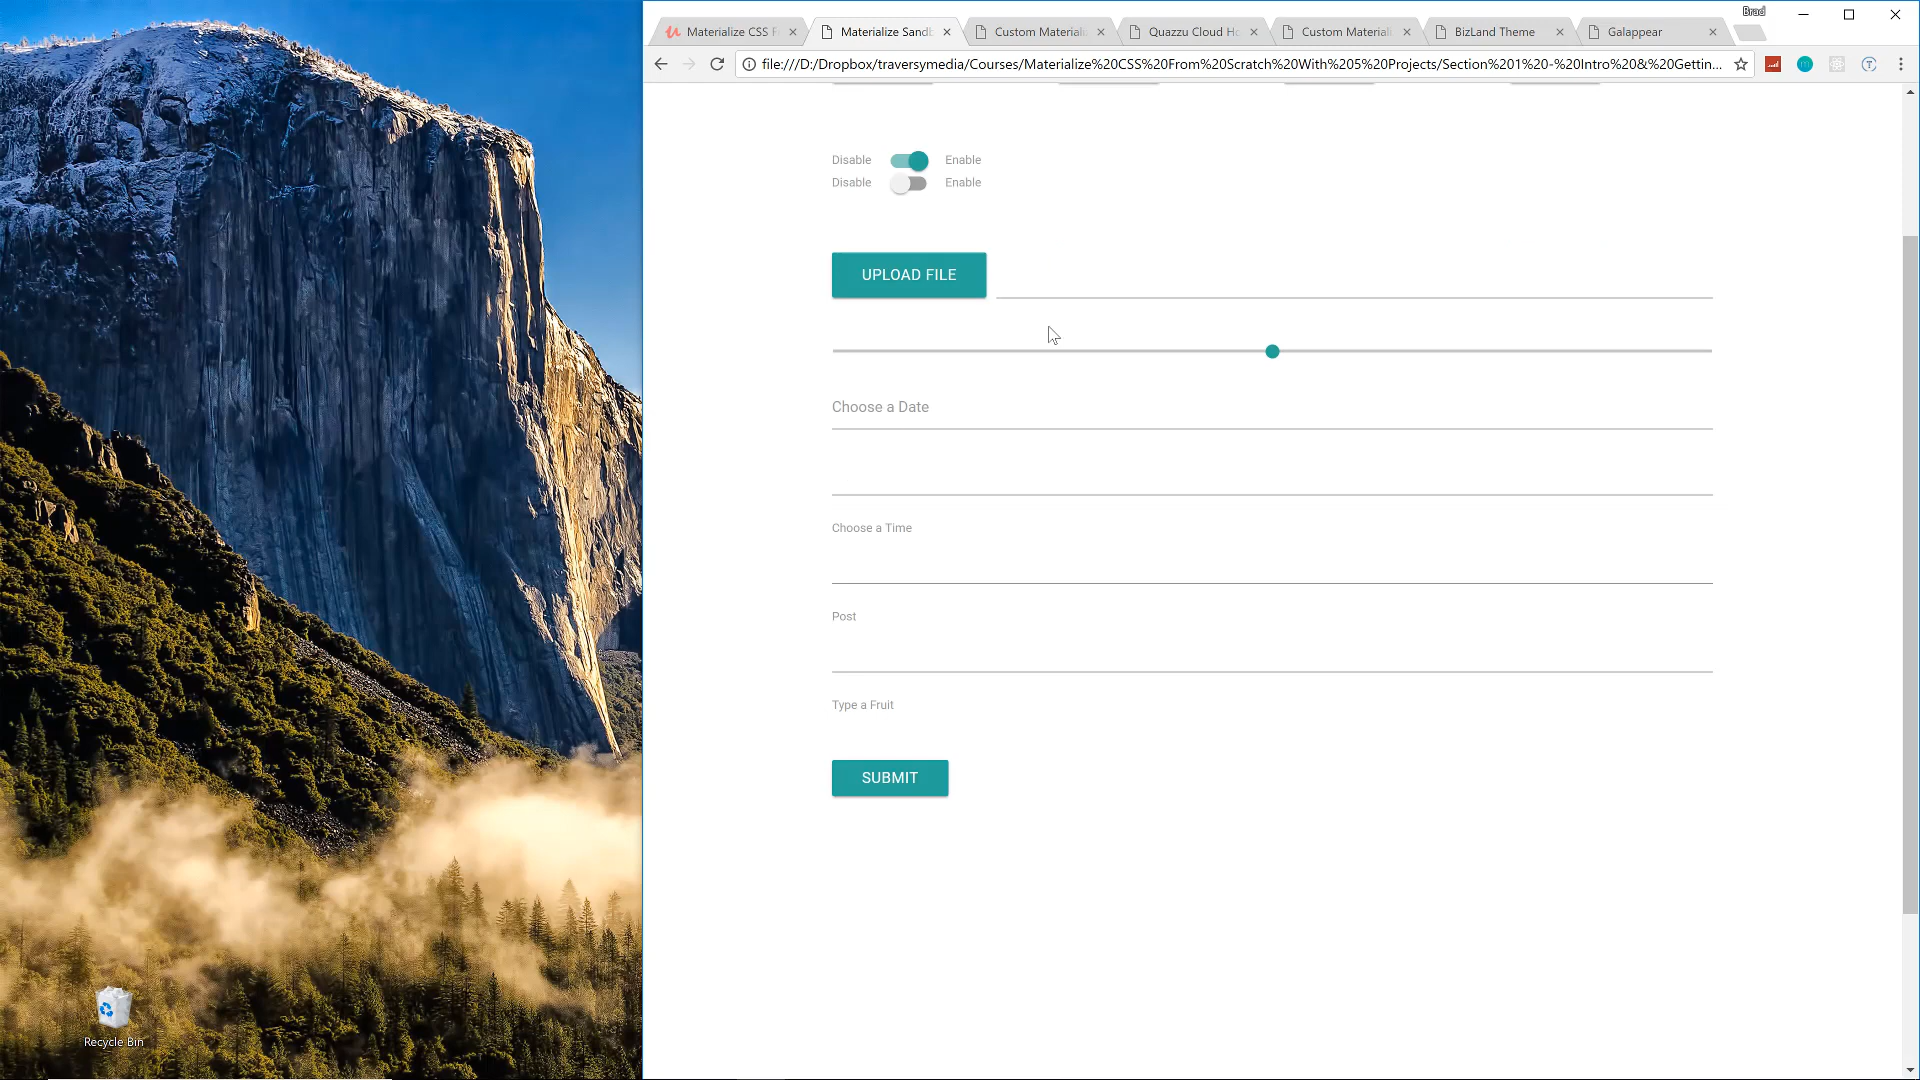 Brad
Materialize CSS F
Materialize Sandb
Custom Materiali
Quazzu Cloud Ho
Custom Materiali
BizLand Theme
Galappear
file:///D:/Dropbox/traversymedia/Courses/Materialize%20CSS%20From%20Scratch%20With%205%20Projects/Section%201%20-%20Intro%20&%20Gettin...
Disable Enable
Disable Enable
UPLOAD FILE
Choose a Date
Choose a Time
Post
Type a Fruit
SUBMIT
Recycle Bin